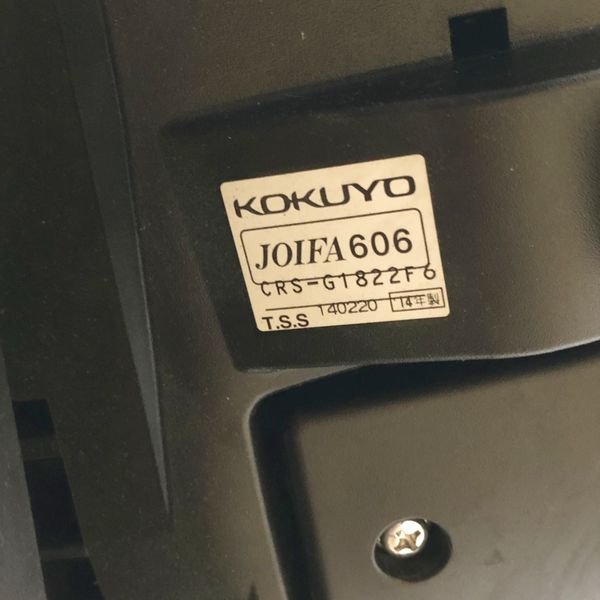 KOKUYO
JOIFA606
CRS-G1822F6
T.S.S 140220 '14年製